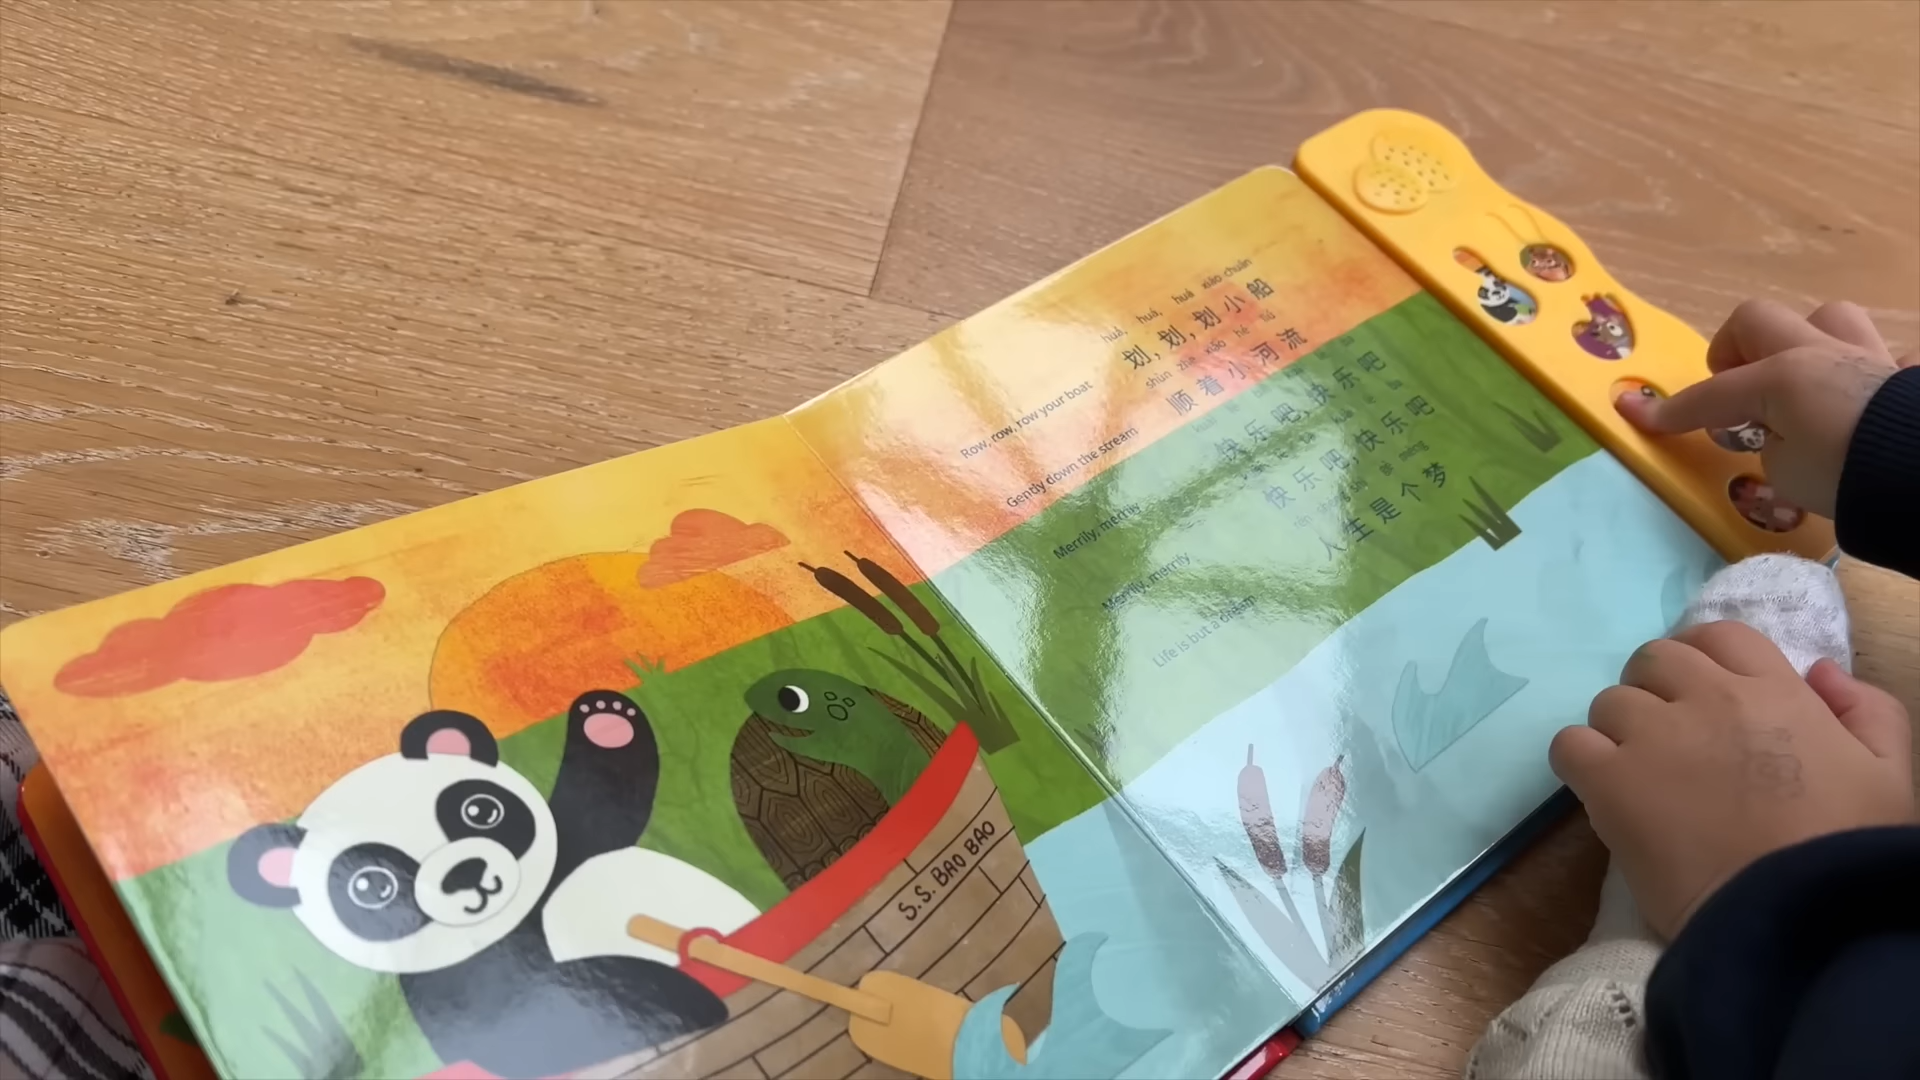 huá, huá, huá xiǎo chuán
划，划，划小船
Row, row, row your boat
shùn zhe xiǎo hé liú
顺着小河流
Gently down the stream
快乐吧，快乐吧
Merrily, merrily
快乐吧，快乐吧
Merrily, merrily
gè mèng
人生是个梦
Life is but a dream
S.S. BAO BAO